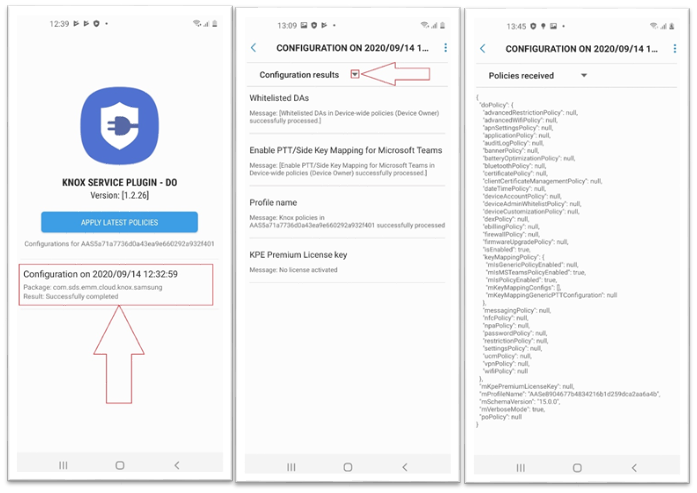 12:39
KNOX SERVICE PLUGIN - DO
Version: [1.2.26]
APPLY LATEST POLICIES
Configurations for AAS5a71a7736d0a43ea9e660292a932f401
Configuration on 2020/09/14 12:32:59
Package: com.sds.emm.cloud.knox.samsung
Result: Successfully completed
13:09
CONFIGURATION ON 2020/09/14 1...
Configuration results
Whitelisted DAs
Message: [Whitelisted DAs in Device-wide policies (Device Owner)
successfully processed.]
Enable PTT/Side Key Mapping for Microsoft Teams
Message: [Enable PTT/Side Key Mapping for Microsoft Teams in
Device-wide policies (Device Owner) successfully processed.]
Profile name
Message: Knox policies in
AAS5a71a7736d0a43ea9e660292a932f401 successfully processed
KPE Premium License key
Message: No license activated
13:45
CONFIGURATION ON 2020/09/14 1...
Policies received
{
"doPolicy": {
"advancedRestrictionPolicy": null,
"advancedWifiPolicy": null,
"apnSettingsPolicy": null,
"applicationPolicy": null,
"auditLogPolicy": null,
"bannerPolicy": null,
"batteryOptimizationPolicy": null,
"bluetoothPolicy": null,
"certificatePolicy": null,
"clientCertificateManagementPolicy": null,
"dateTimePolicy": null,
"deviceAccountPolicy": null,
"deviceAdminWhitelistPolicy": null,
"deviceCustomizationPolicy": null,
"dexPolicy": null,
"ebillingPolicy": null,
"firewallPolicy": null,
"firmwareUpgradePolicy": null,
"isEnabled": true,
"keyMappingPolicy": {
"mIsGenericPolicyEnabled": null,
"mIsMSTeamsPolicyEnabled": true,
"mIsPolicyEnabled": true,
"mKeyMappingConfigs": [],
"mKeyMappingGenericPTTConfiguration": null
},
"messagingPolicy": null,
"nfcPolicy": null,
"npaPolicy": null,
"passwordPolicy": null,
"restrictionPolicy": null,
"settingsPolicy": null,
"ucmPolicy": null,
"vpnPolicy": null,
"wifiPolicy": null
},
"mKpePremiumLicenseKey": null,
"mProfileName": "AASe8904677b4834216b1d259dca2aa6a4b",
"mSchemaVersion": "15.0.0",
"mVerboseMode": true,
"poPolicy": null
}